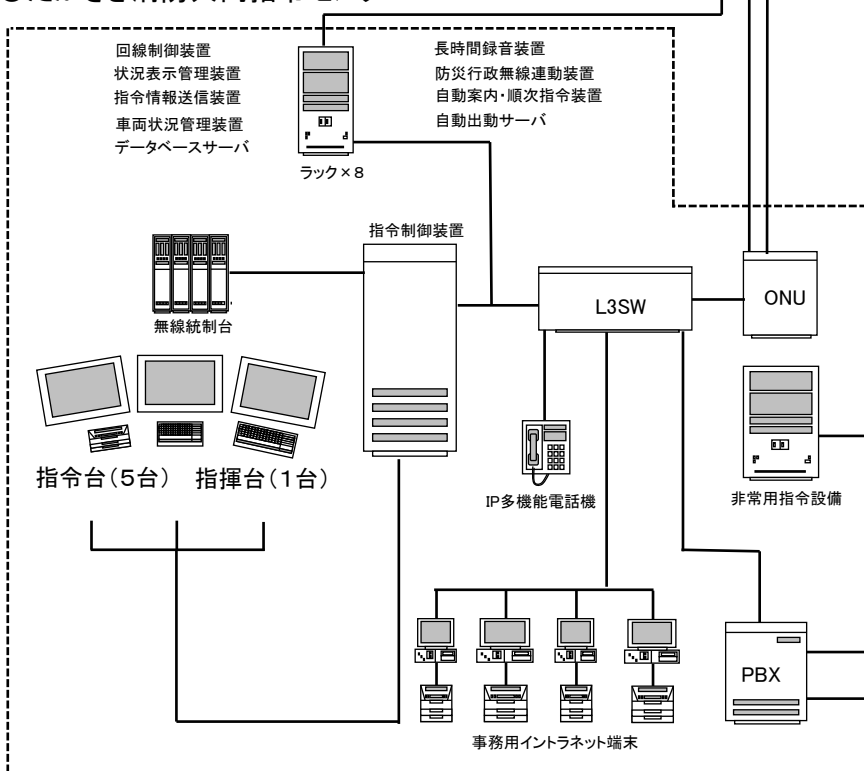 回線制御装置
状況表示管理装置
指令情報送信装置
車両状況管理装置
データベースサーバ
長時間録音装置
防災行政無線連動装置
自動案内・順次指令装置
自動出動サーバ
ラック×8
指令制御装置
無線統制台
L3SW
ONU
指令台(5台)
指揮台(1台)
IP多機能電話機
非常用指令設備
PBX
事務用イントラネット端末